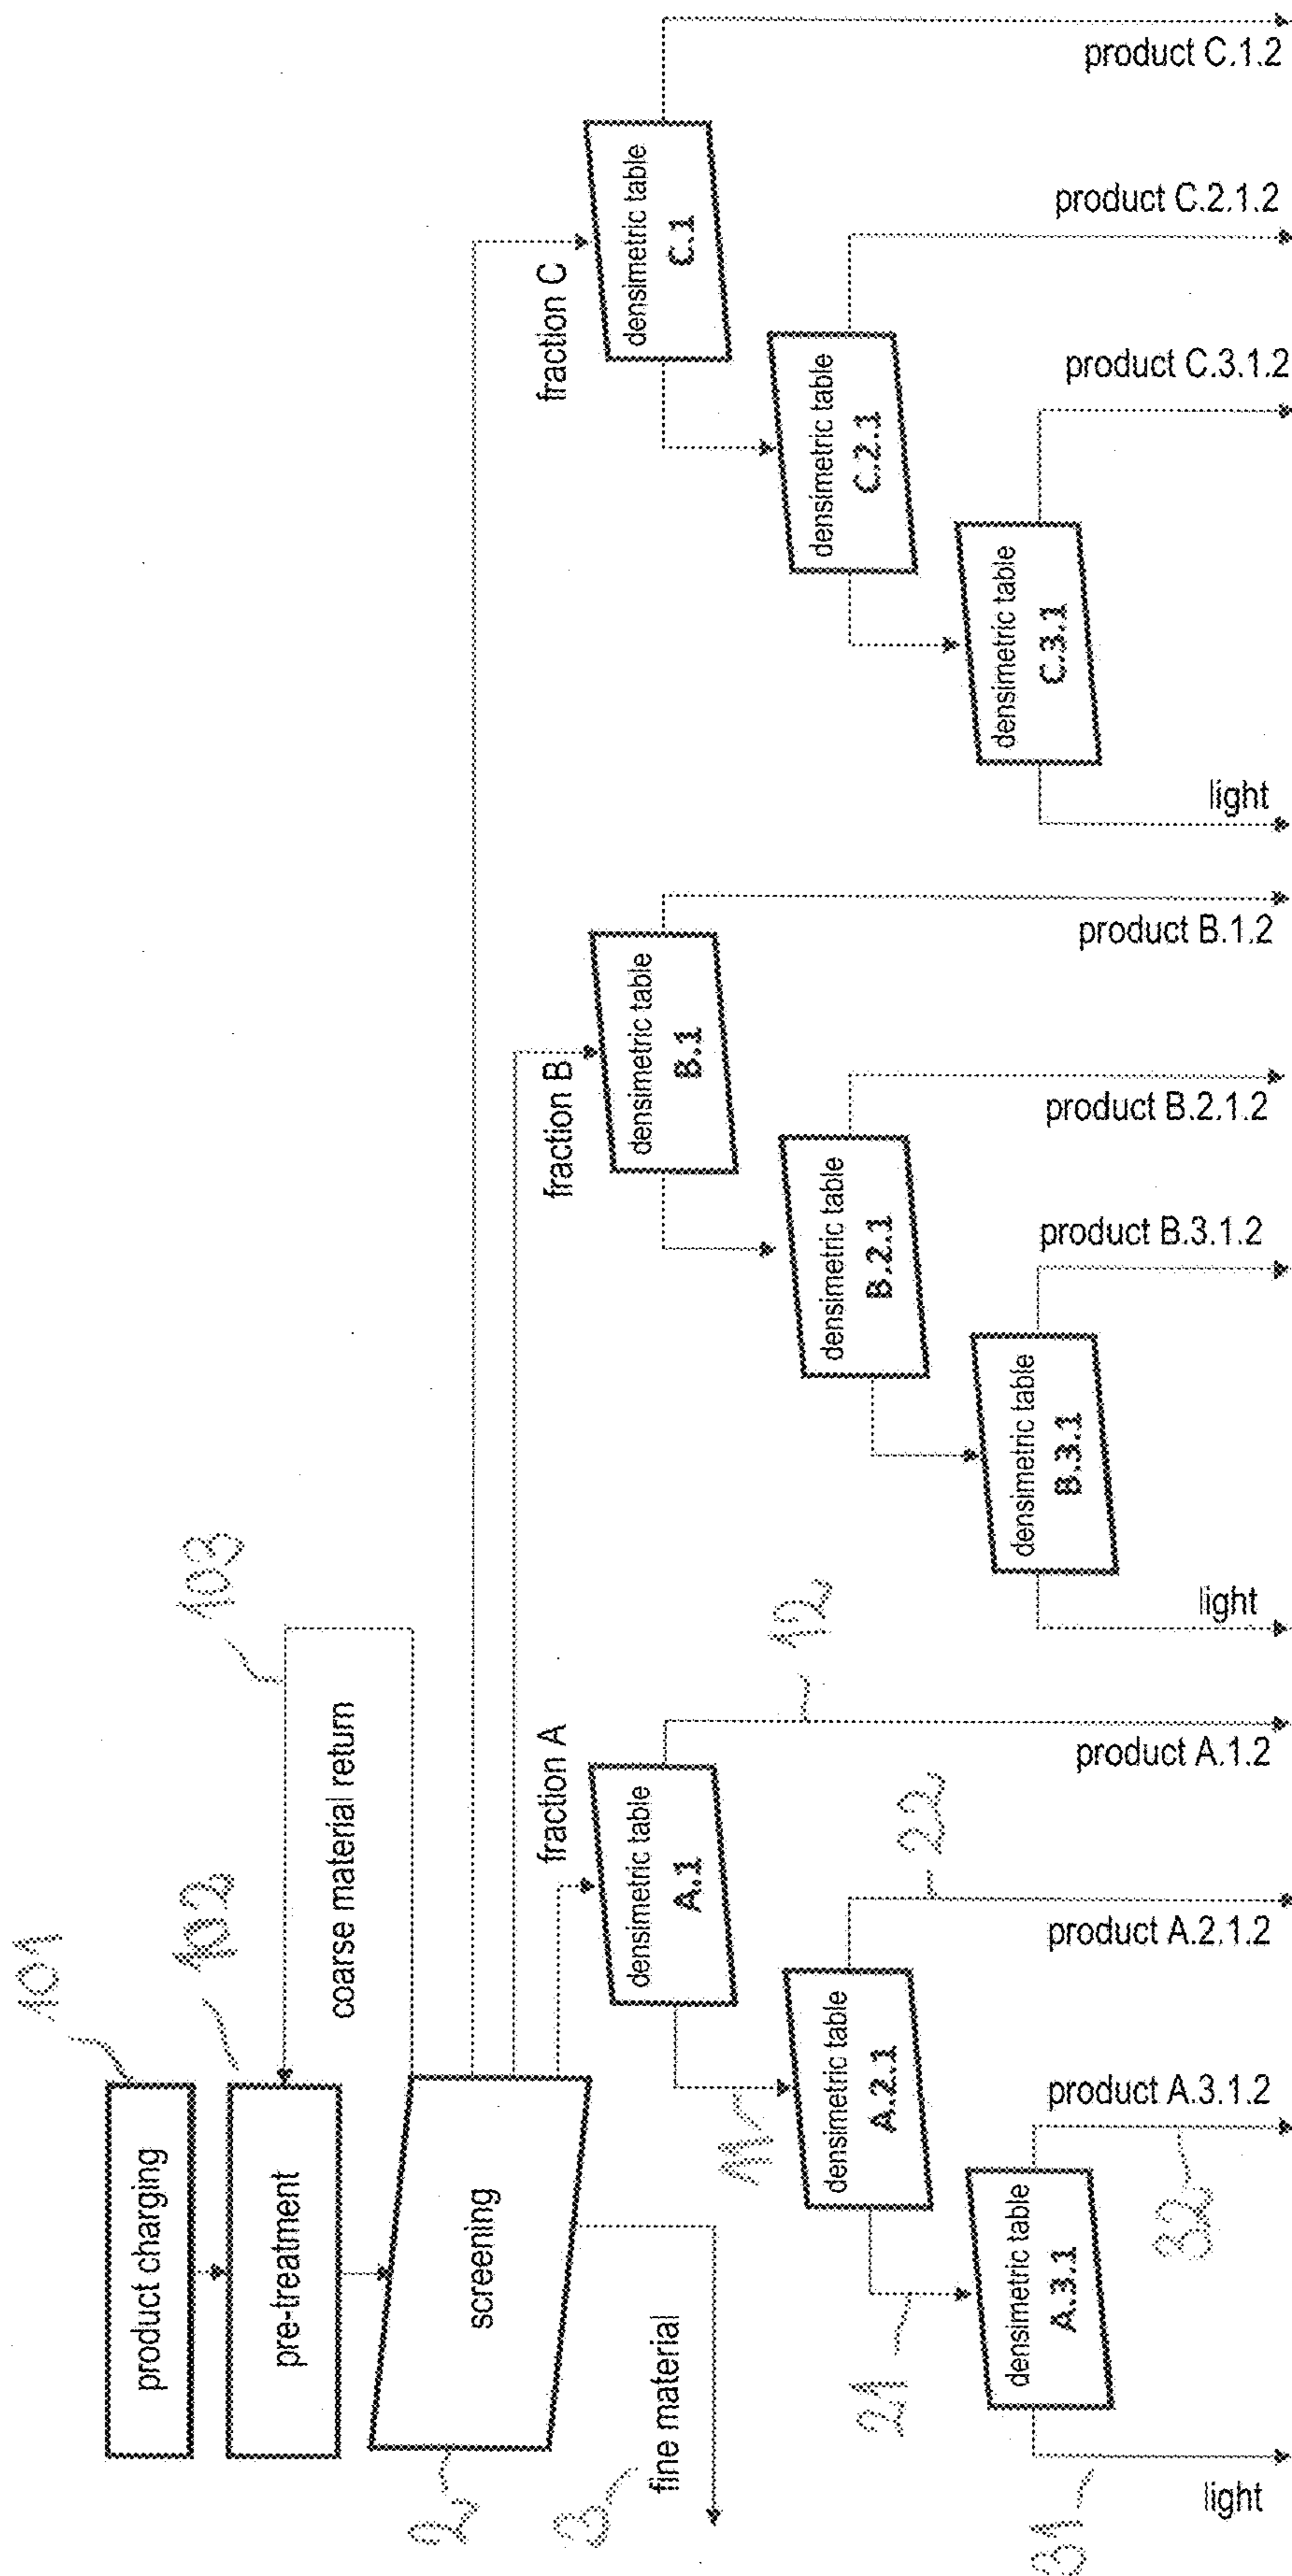 101
product charging
102
pre-treatment
103
coarse material return
2
screening
3
fine material
fraction A
fraction B
fraction C
densimetric table
A.1
densimetric table
B.1
densimetric table
C.1
11
12
densimetric table
A.2.1
densimetric table
B.2.1
densimetric table
C.2.1
21
22
densimetric table
A.3.1
densimetric table
B.3.1
densimetric table
C.3.1
31
32
light
product A.3.1.2
product A.2.1.2
product A.1.2
light
product B.3.1.2
product B.2.1.2
product B.1.2
light
product C.3.1.2
product C.2.1.2
product C.1.2